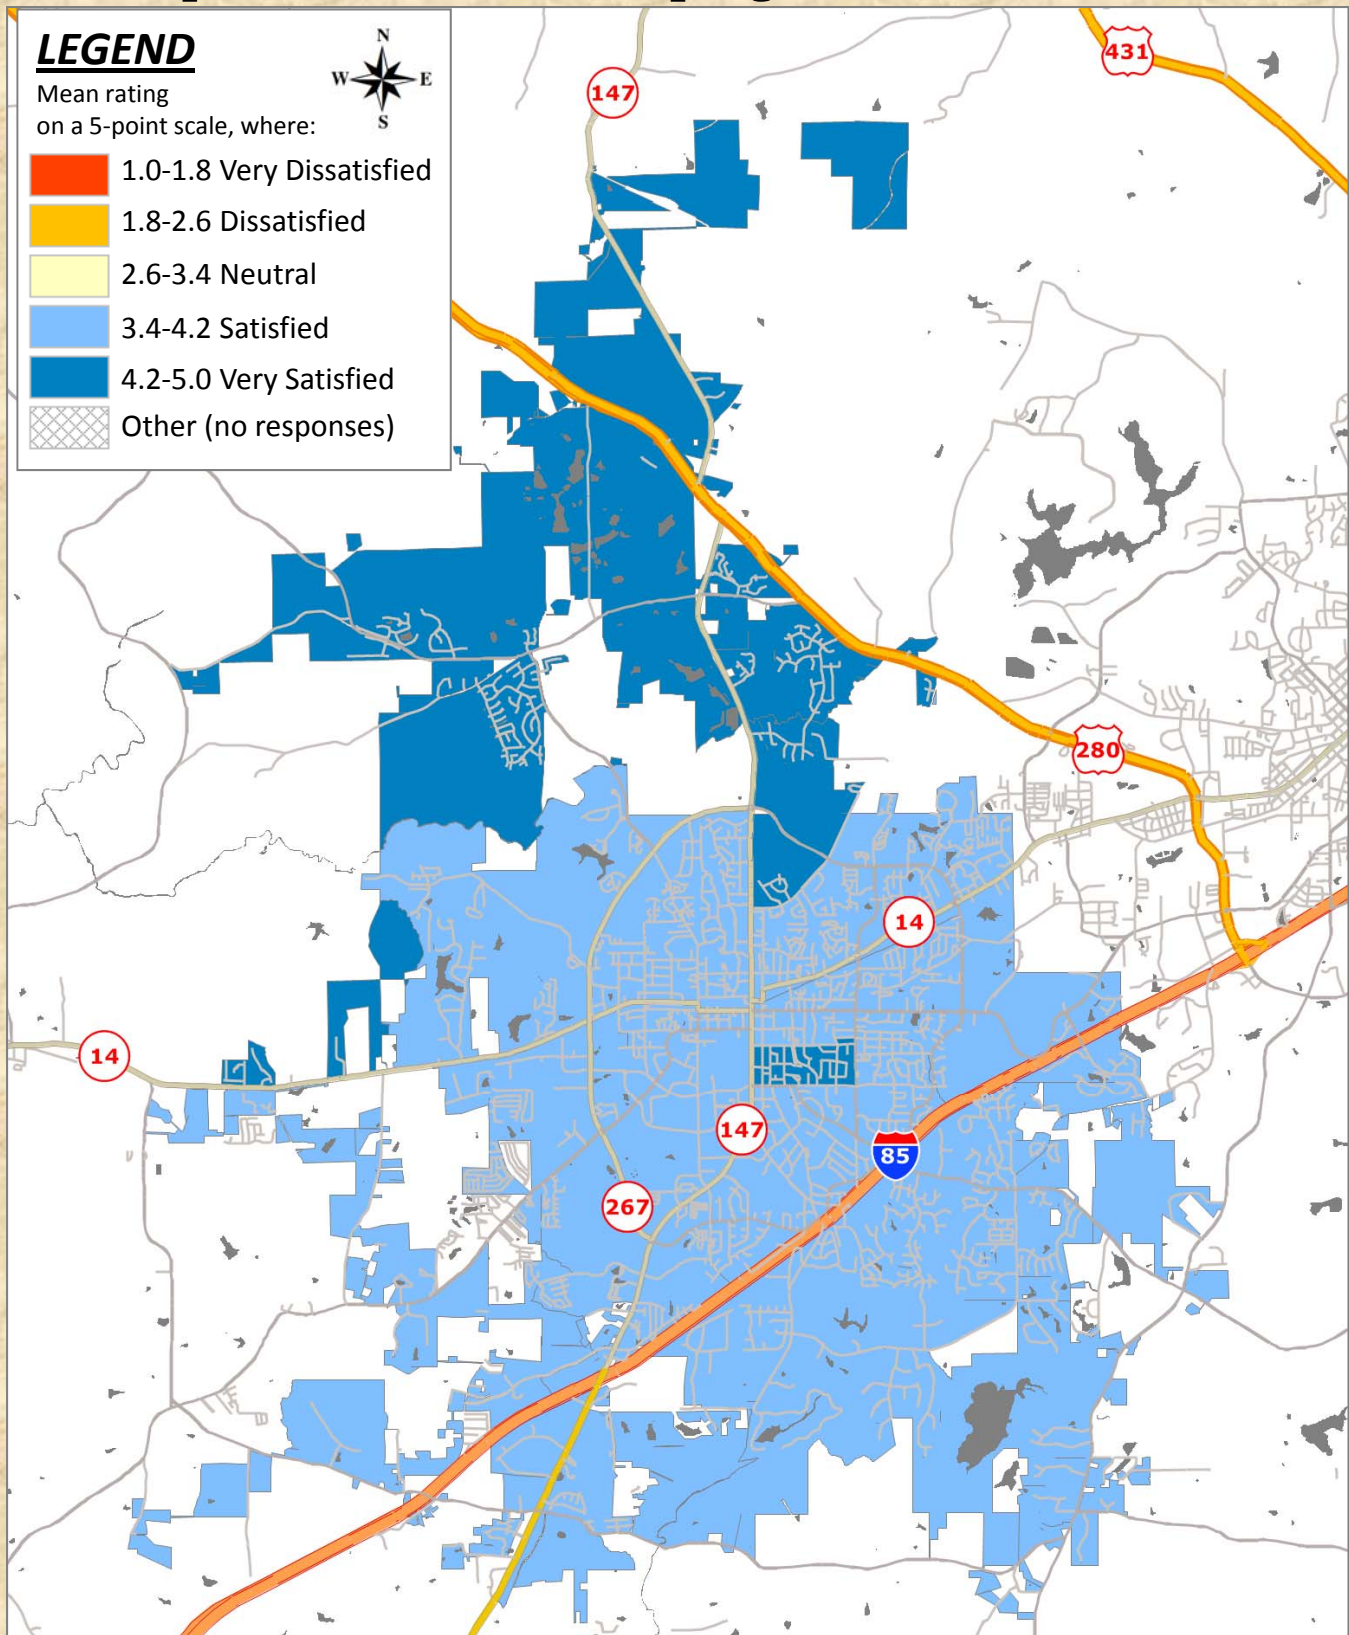 LEGEND
Mean rating
on a 5-point scale, where:
1.0-1.8 Very Dissatisfied
1.8-2.6 Dissatisfied
2.6-3.4 Neutral
3.4-4.2 Satisfied
4.2-5.0 Very Satisfied
Other (no responses)
N
W
E
S
431
147
280
14
14
147
85
267